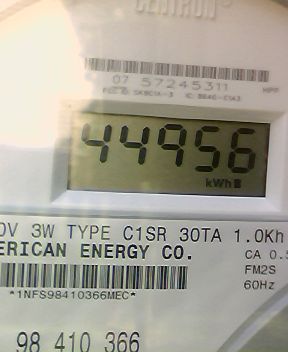 CENTRON
07 57245311
HPP
44956
kWh
0V 3W TYPE C1SR 30TA 1.0Kh
ERICAN ENERGY CO.
CA 0.5
FM2S
60Hz
*1NFS98410366MEC*
98 410 366